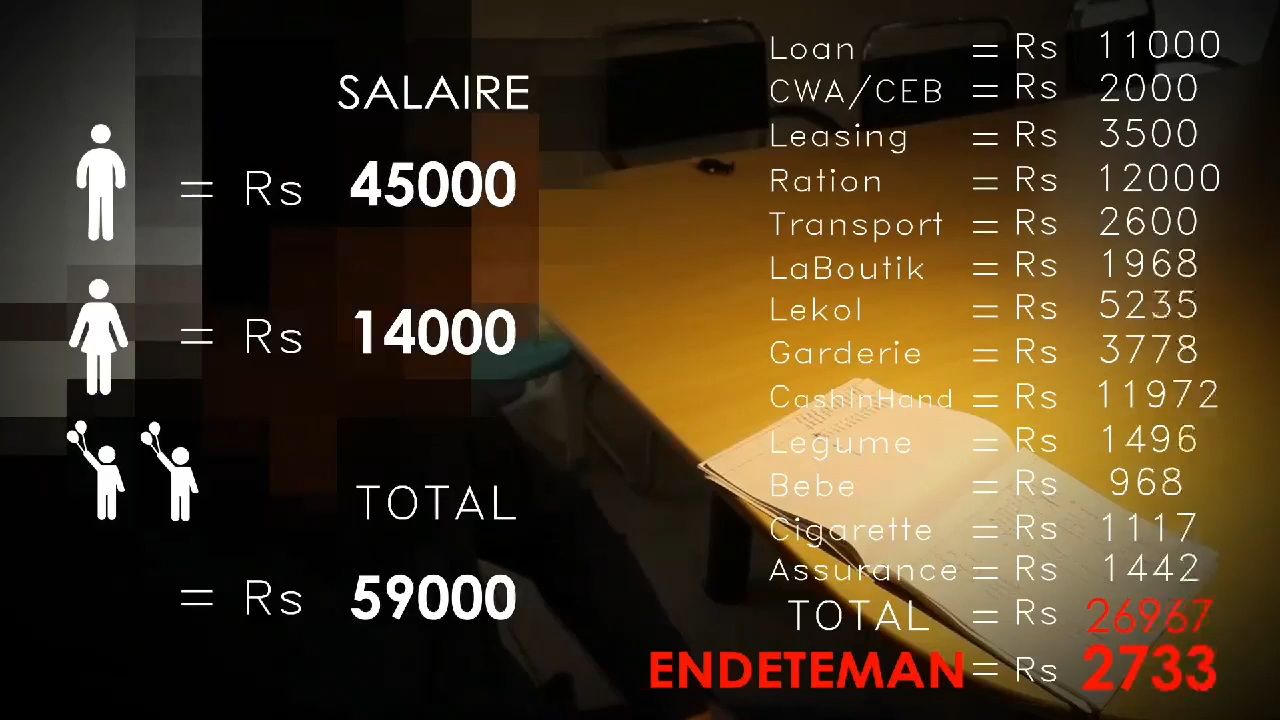 SALAIRE
= Rs 45000
= Rs 14000
TOTAL
= Rs 59000
Loan = Rs 11000
CWA/CEB = Rs 2000
Leasing = Rs 3500
Ration = Rs 12000
Transport = Rs 2600
LaBoutik = Rs 1968
Lekol = Rs 5235
Garderie = Rs 3778
CashInHand = Rs 11972
Legume = Rs 1496
Bebe = Rs 968
Cigarette = Rs 1117
Assurance = Rs 1442
TOTAL = Rs 26967
ENDETEMAN = Rs 2733